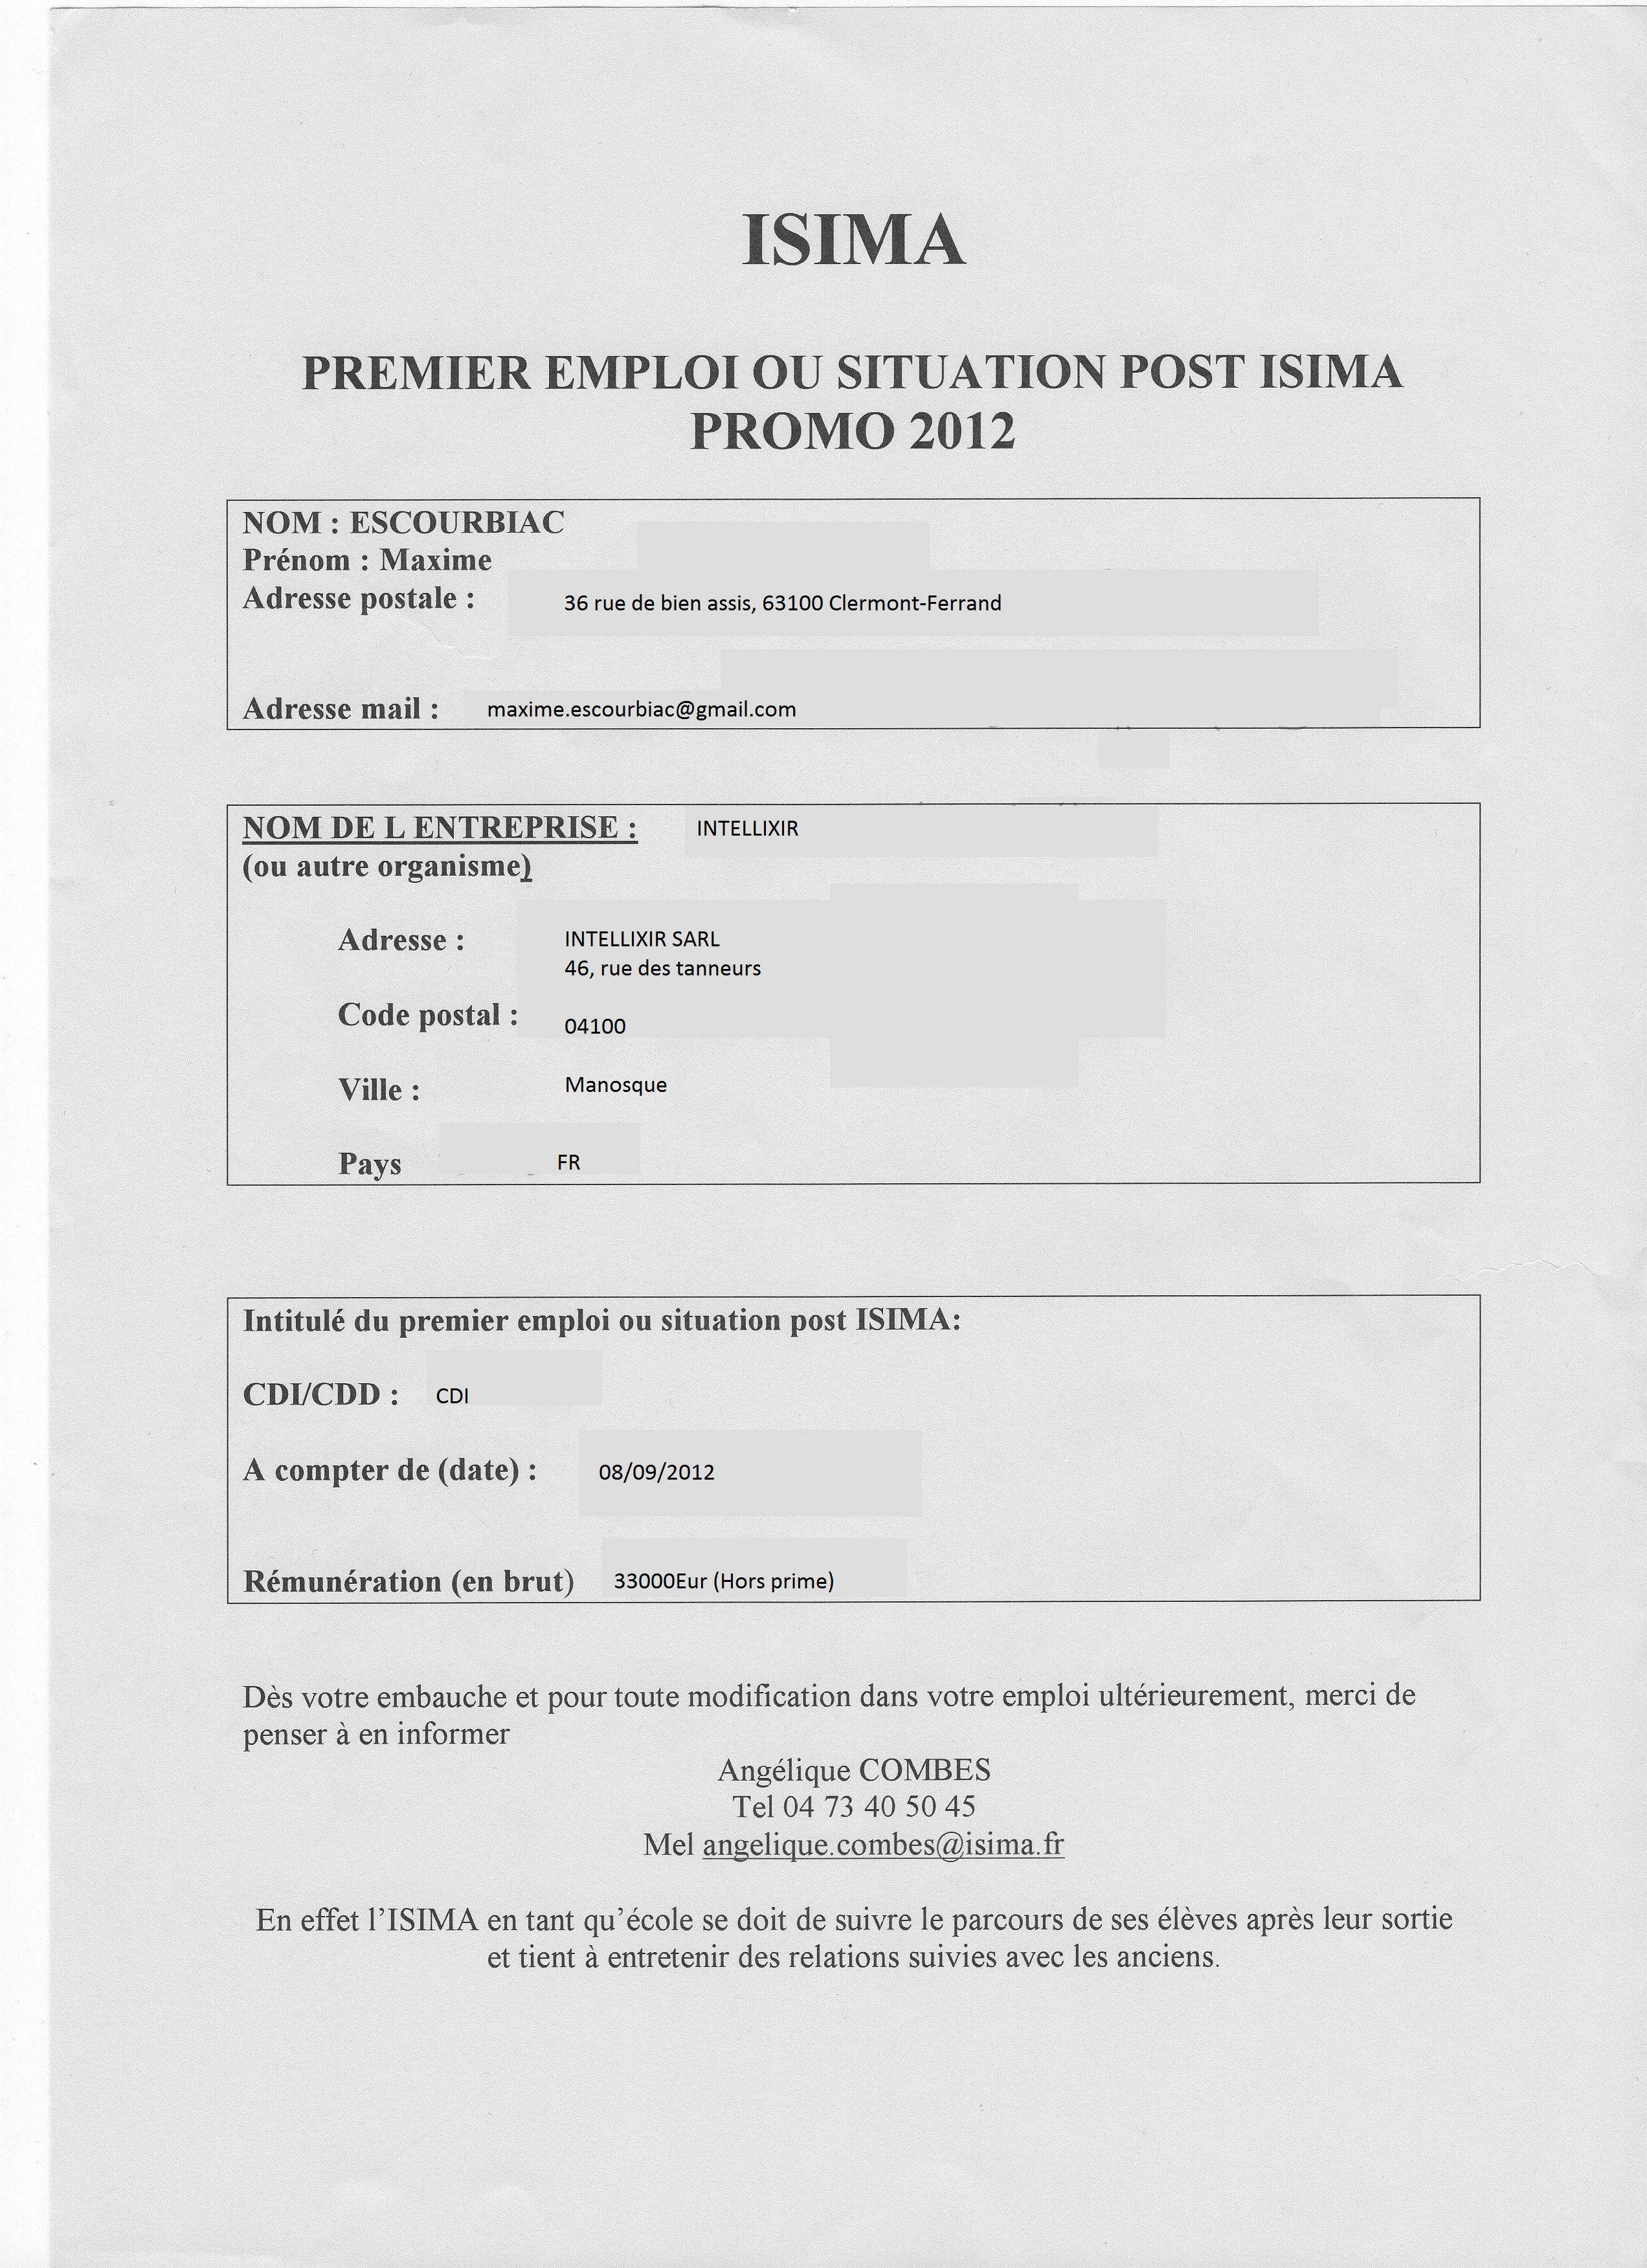 ISIMA
PREMIER EMPLOI OU SITUATION POST ISIMA
PROMO 2012
NOM : ESCOURBIAC
Prénom : Maxime
Adresse postale : 36 rue de bien assis, 63100 Clermont-Ferrand
Adresse mail : maxime.escourbiac@gmail.com
NOM DE L ENTREPRISE : INTELLIXIR
(ou autre organisme)
Adresse : INTELLIXIR SARL
46, rue des tanneurs
Code postal : 04100
Ville : Manosque
Pays FR
Intitulé du premier emploi ou situation post ISIMA:
CDI/CDD : CDI
A compter de (date) : 08/09/2012
Rémunération (en brut) 33000Eur (Hors prime)
Dès votre embauche et pour toute modification dans votre emploi ultérieurement, merci de
penser à en informer
Angélique COMBES
Tel 04 73 40 50 45
Mel angelique.combes@isima.fr
En effet l'ISIMA en tant qu'école se doit de suivre le parcours de ses élèves après leur sortie
et tient à entretenir des relations suivies avec les anciens.